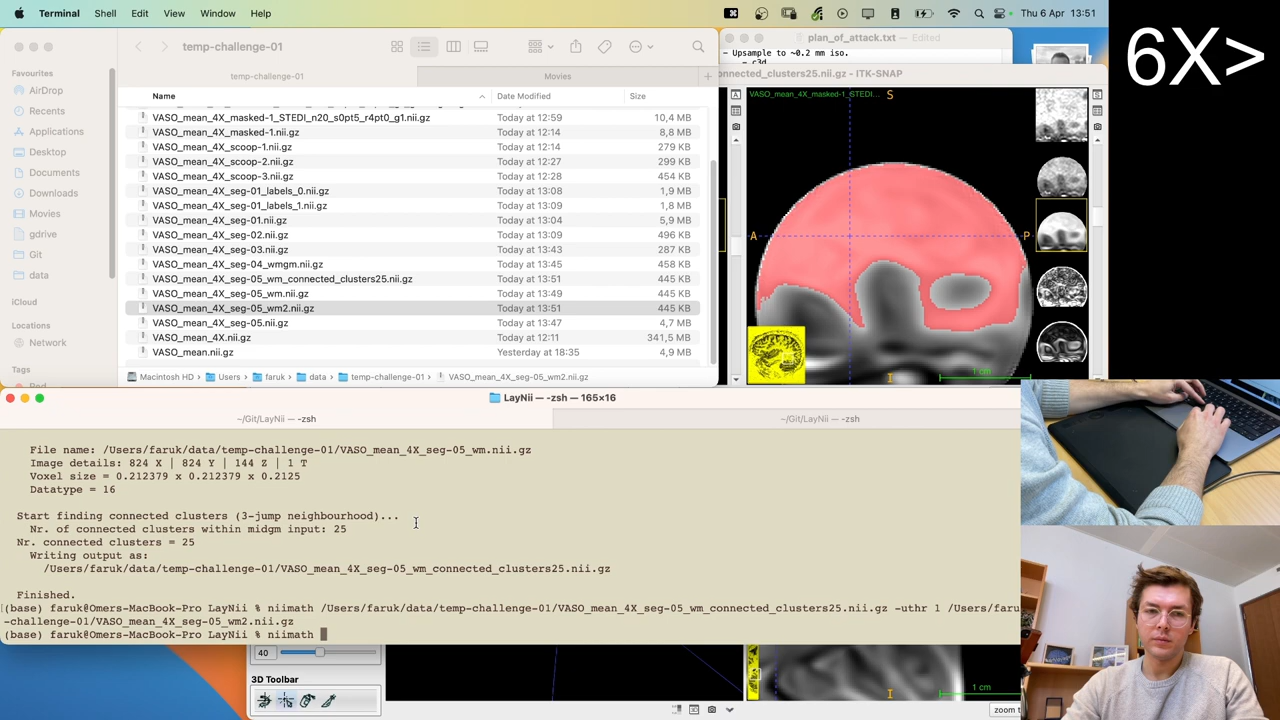 Terminal Shell Edit View Window Help Thu 6 Apr 13:51
6X>
temp-challenge-01
temp-challenge-01 Movies
Favourites
AirDrop
Recents
Applications
Desktop
Documents
Downloads
Movies
gdrive
Git
data
iCloud
Locations
Network
Tags
Name Date Modified Size
VASO_mean_4X_masked-1_STEDI_n20_s0pt5_r4pt0_g1.nii.gz Today at 12:59 10,4 MB
VASO_mean_4X_masked-1.nii.gz Today at 12:14 8,8 MB
VASO_mean_4X_scoop-1.nii.gz Today at 12:14 279 KB
VASO_mean_4X_scoop-2.nii.gz Today at 12:27 299 KB
VASO_mean_4X_scoop-3.nii.gz Today at 12:28 454 KB
VASO_mean_4X_seg-01_labels_0.nii.gz Today at 13:08 1,9 MB
VASO_mean_4X_seg-01_labels_1.nii.gz Today at 13:09 1,8 MB
VASO_mean_4X_seg-01.nii.gz Today at 13:04 5,9 MB
VASO_mean_4X_seg-02.nii.gz Today at 13:09 496 KB
VASO_mean_4X_seg-03.nii.gz Today at 13:43 287 KB
VASO_mean_4X_seg-04_wmgm.nii.gz Today at 13:45 458 KB
VASO_mean_4X_seg-05_wm_connected_clusters25.nii.gz Today at 13:51 445 KB
VASO_mean_4X_seg-05_wm.nii.gz Today at 13:49 445 KB
VASO_mean_4X_seg-05_wm2.nii.gz Today at 13:51 445 KB
VASO_mean_4X_seg-05.nii.gz Today at 13:47 4,7 MB
VASO_mean_4X.nii.gz Today at 12:11 341,5 MB
VASO_mean.nii.gz Yesterday at 18:35 4,9 MB
Macintosh HD › Users › faruk › data › temp-challenge-01 › VASO_mean_4X_seg-05_wm2.nii.gz
plan_of_attack.txt — Edited
- Upsample to ~0.2 mm iso.
- c3d
onnected_clusters25.nii.gz - ITK-SNAP
VASO_mean_4X_masked-1_STEDI...
S
A
P
I
1 cm
LayNii — -zsh — 165×16
~/Git/LayNii — -zsh ~/Git/LayNii — -zsh
File name: /Users/faruk/data/temp-challenge-01/VASO_mean_4X_seg-05_wm.nii.gz
Image details: 824 X | 824 Y | 144 Z | 1 T
Voxel size = 0.212379 x 0.212379 x 0.2125
Datatype = 16
Start finding connected clusters (3-jump neighbourhood)...
Nr. of connected clusters within midgm input: 25
Nr. connected clusters = 25
Writing output as:
/Users/faruk/data/temp-challenge-01/VASO_mean_4X_seg-05_wm_connected_clusters25.nii.gz
Finished.
(base) faruk@Omers-MacBook-Pro LayNii % niimath /Users/faruk/data/temp-challenge-01/VASO_mean_4X_seg-05_wm_connected_clusters25.nii.gz -uthr 1 /Users/faru
-challenge-01/VASO_mean_4X_seg-05_wm2.nii.gz
(base) faruk@Omers-MacBook-Pro LayNii % niimath
40
3D Toolbar
I
1 cm
zoom t